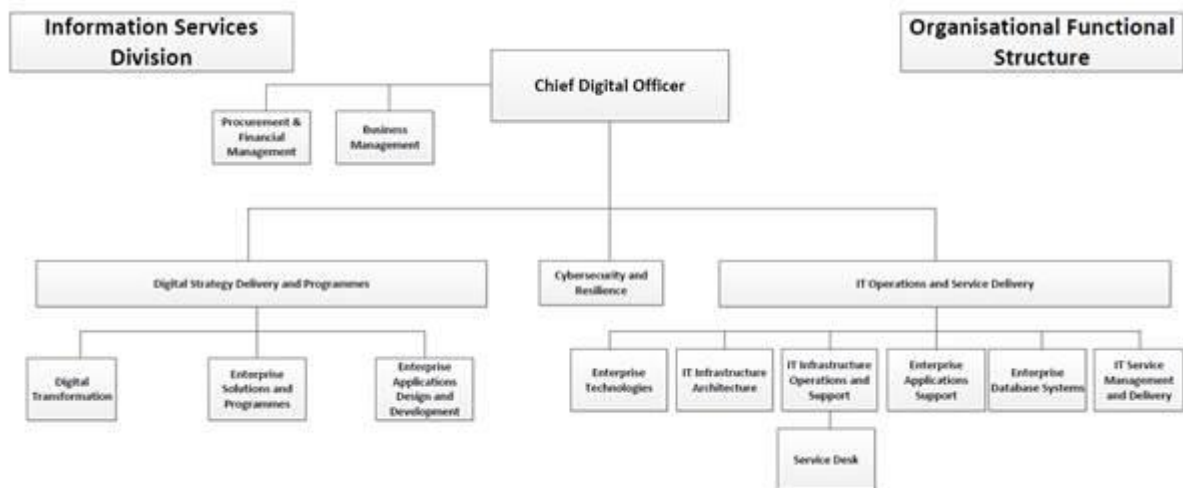 Information Services
Division
Organisational Functional
Structure
Chief Digital Officer
Procurement &
Financial
Management
Business
Management
Digital Strategy Delivery and Programmes
Cybersecurity and
Resilience
IT Operations and Service Delivery
Digital
Transformation
Enterprise
Solutions and
Programmes
Enterprise
Applications
Design and
Development
Enterprise
Technologies
IT Infrastructure
Architecture
IT Infrastructure
Operations and
Support
Enterprise
Applications
Support
Enterprise
Database Systems
IT Service
Management
and Delivery
Service Desk